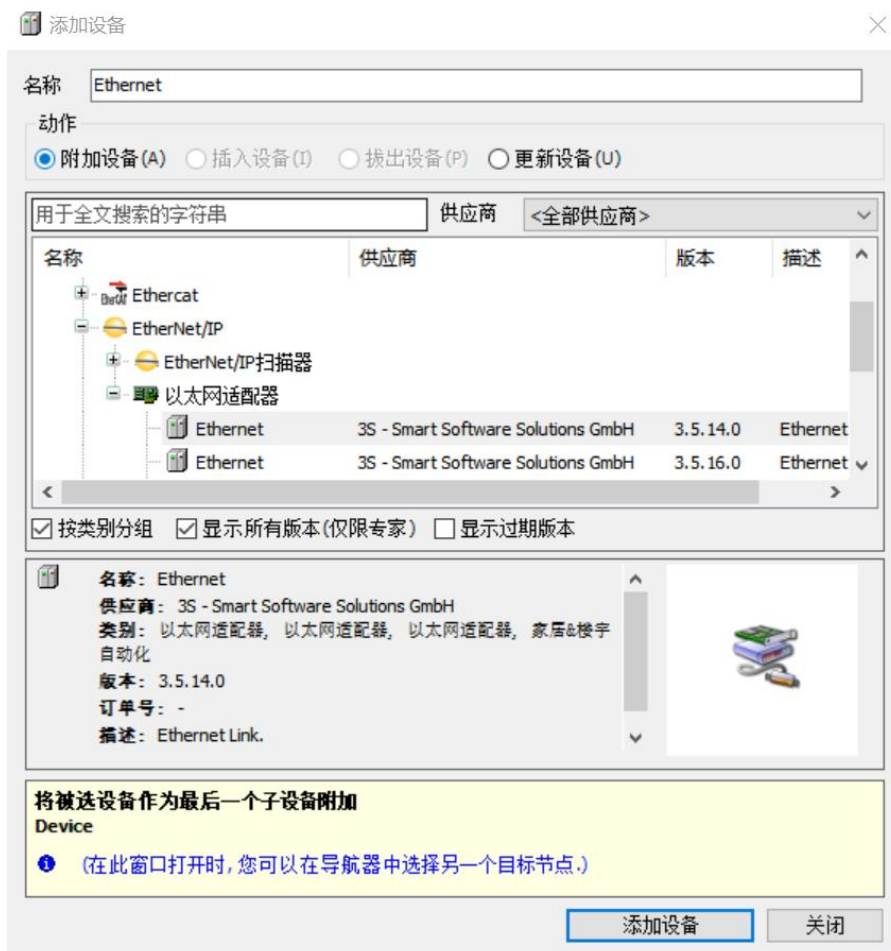 添加设备
名称 Ethernet
动作
附加设备(A) 插入设备(I) 拔出设备(P) 更新设备(U)
用于全文搜索的字符串 供应商 <全部供应商>
名称 供应商 版本 描述
Ethercat
EtherNet/IP
EtherNet/IP扫描器
以太网适配器
Ethernet 3S - Smart Software Solutions GmbH 3.5.14.0 Ethernet
Ethernet 3S - Smart Software Solutions GmbH 3.5.16.0 Ethernet
按类别分组 显示所有版本(仅限专家) 显示过期版本
名称: Ethernet
供应商: 3S - Smart Software Solutions GmbH
类别: 以太网适配器, 以太网适配器, 以太网适配器, 家居&楼宇
自动化
版本: 3.5.14.0
订单号: -
描述: Ethernet Link.
将被选设备作为最后一个子设备附加
Device
(在此窗口打开时,您可以在导航器中选择另一个目标节点.)
添加设备 关闭